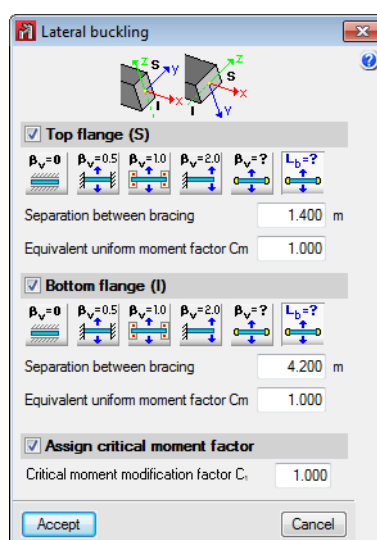 Lateral buckling
z S y x I
z S x I y
Top flange (S)
βv=0 βv=0.5 βv=1.0 βv=2.0 βv=? Lb=?
Separation between bracing 1.400 m
Equivalent uniform moment factor Cm 1.000
Bottom flange (I)
βv=0 βv=0.5 βv=1.0 βv=2.0 βv=? Lb=?
Separation between bracing 4.200 m
Equivalent uniform moment factor Cm 1.000
Assign critical moment factor
Critical moment modification factor C₁ 1.000
Accept Cancel